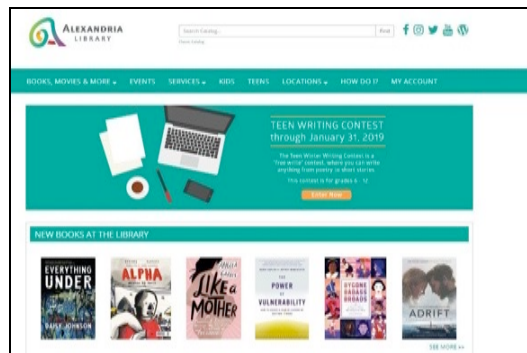 ALEXANDRIA
LIBRARY
Search Catalog
Find
BOOKS, MOVIES & MORE
EVENTS
SERVICES
KIDS
TEENS
LOCATIONS
HOW DO I?
MY ACCOUNT
TEEN WRITING CONTEST
through January 31, 2019
The Teen Writer Writing Contest is a
"free write" contest, where you can write
anything from poetry to short stories.
This contest is for grades 6 - 12
Enter Now
NEW BOOKS AT THE LIBRARY
EVERYTHING
UNDER
DAISY JOHNSON
ALPHA
LIKE a
MOTHER
THE
POWER
OF
VULNERABILITY
BYGONE
BADASS
BROADS
ADRIFT
SEE MORE >>